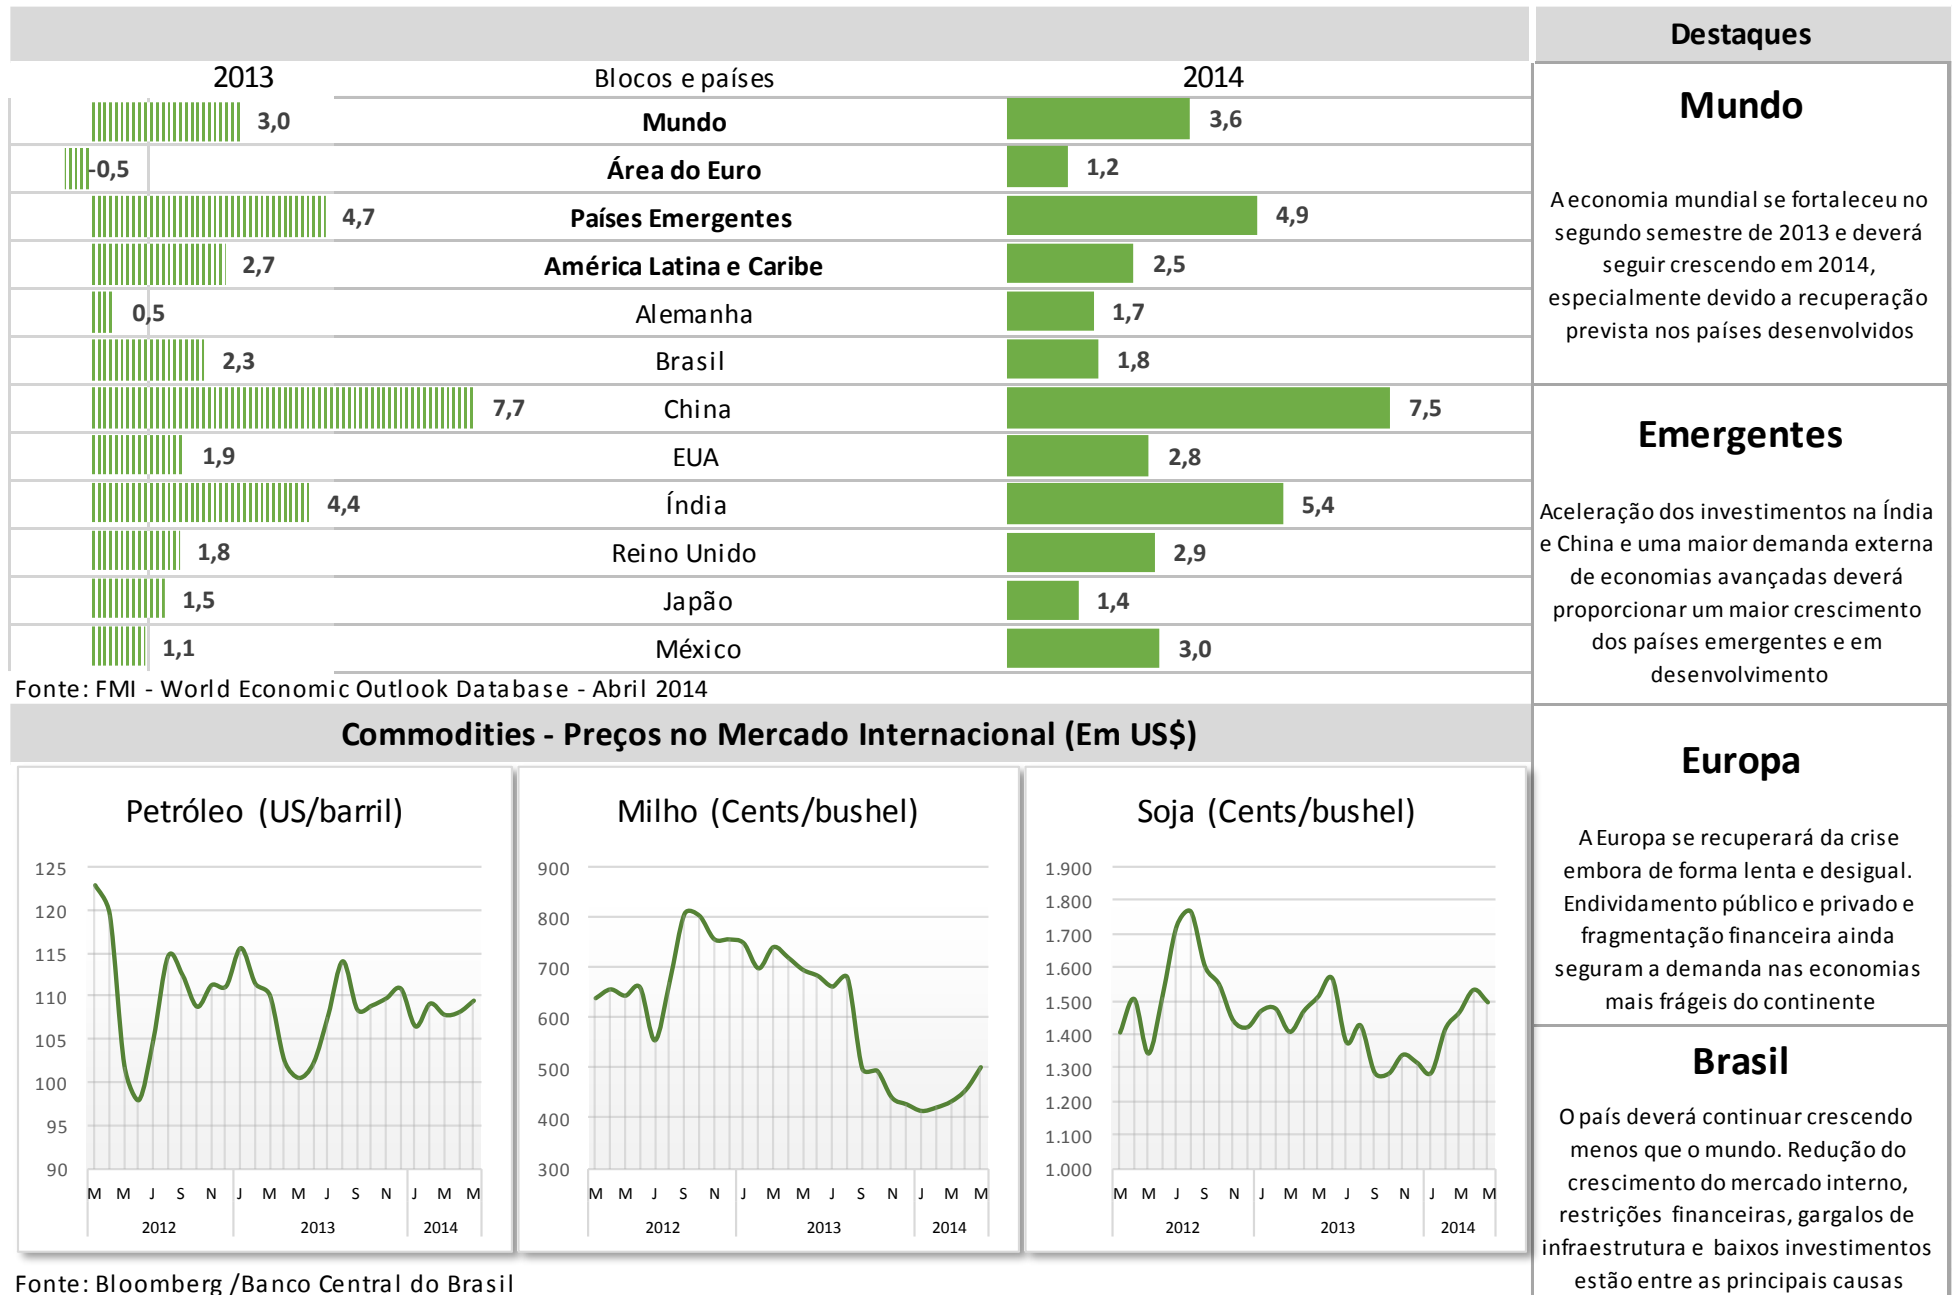 2013 Blocos e países 2014
3,0 Mundo 3,6
-0,5 Área do Euro 1,2
4,7 Países Emergentes 4,9
2,7 América Latina e Caribe 2,5
0,5 Alemanha 1,7
2,3 Brasil 1,8
7,7 China 7,5
1,9 EUA 2,8
4,4 Índia 5,4
1,8 Reino Unido 2,9
1,5 Japão 1,4
1,1 México 3,0
Fonte: FMI - World Economic Outlook Database - Abril 2014
Commodities - Preços no Mercado Internacional (Em US$)
Petróleo (US/barril)
125
120
115
110
105
100
95
90
M M J S N J M M J S N J M M
2012 2013 2014
Milho (Cents/bushel)
900
800
700
600
500
400
300
M M J S N J M M J S N J M M
2012 2013 2014
Soja (Cents/bushel)
1.900
1.800
1.700
1.600
1.500
1.400
1.300
1.200
1.100
1.000
M M J S N J M M J S N J M M
2012 2013 2014
Fonte: Bloomberg /Banco Central do Brasil
Destaques
Mundo
A economia mundial se fortaleceu no
segundo semestre de 2013 e deverá
seguir crescendo em 2014,
especialmente devido a recuperação
prevista nos países desenvolvidos
Emergentes
Aceleração dos investimentos na Índia
e China e uma maior demanda externa
de economias avançadas deverá
proporcionar um maior crescimento
dos países emergentes e em
desenvolvimento
Europa
A Europa se recuperará da crise
embora de forma lenta e desigual.
Endividamento público e privado e
fragmentação financeira ainda
seguram a demanda nas economias
mais frágeis do continente
Brasil
O país deverá continuar crescendo
menos que o mundo. Redução do
crescimento do mercado interno,
restrições financeiras, gargalos de
infraestrutura e baixos investimentos
estão entre as principais causas